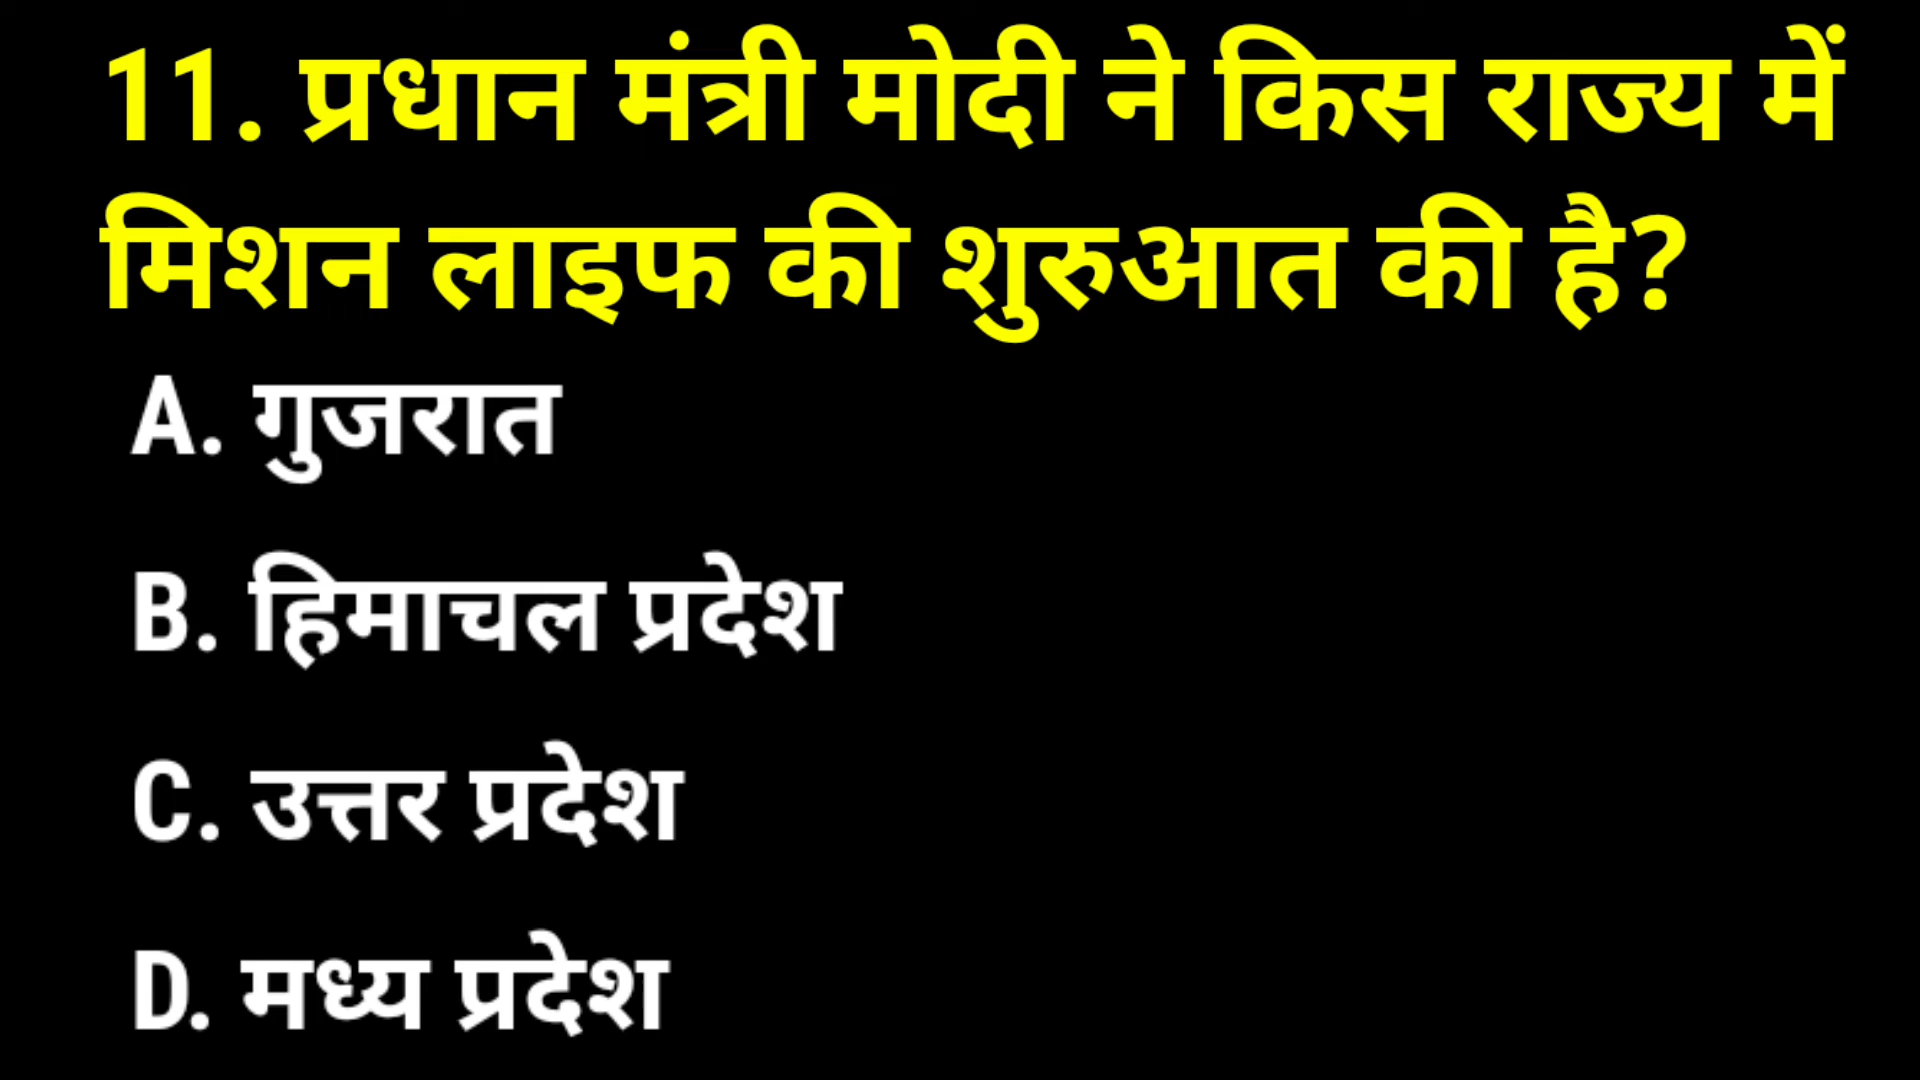 11. प्रधान मंत्री मोदी ने किस राज्य में
मिशन लाइफ की शुरुआत की है?
A. गुजरात
B. हिमाचल प्रदेश
C. उत्तर प्रदेश
D. मध्य प्रदेश